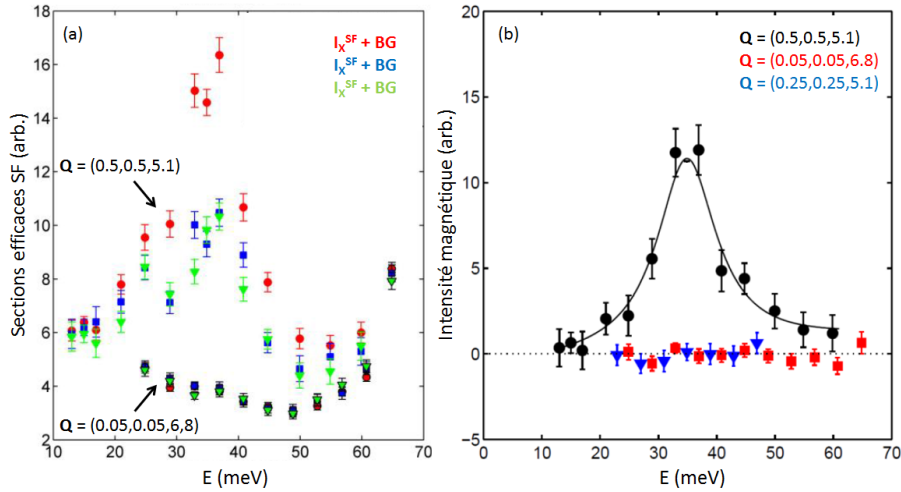 (a)
I_X^SF + BG
I_X^SF + BG
I_X^SF + BG
Q = (0.5,0.5,5.1)
Q = (0.05,0.05,6,8)
Sections efficaces SF (arb.)
18
16
14
12
10
8
6
4
2
10
20
30
40
50
60
70
E (meV)
(b)
Q = (0.5,0.5,5.1)
Q = (0.05,0.05,6.8)
Q = (0.25,0.25,5.1)
Intensité magnétique (arb.)
20
15
10
5
0
−5
0
10
20
30
40
50
60
70
E (meV)